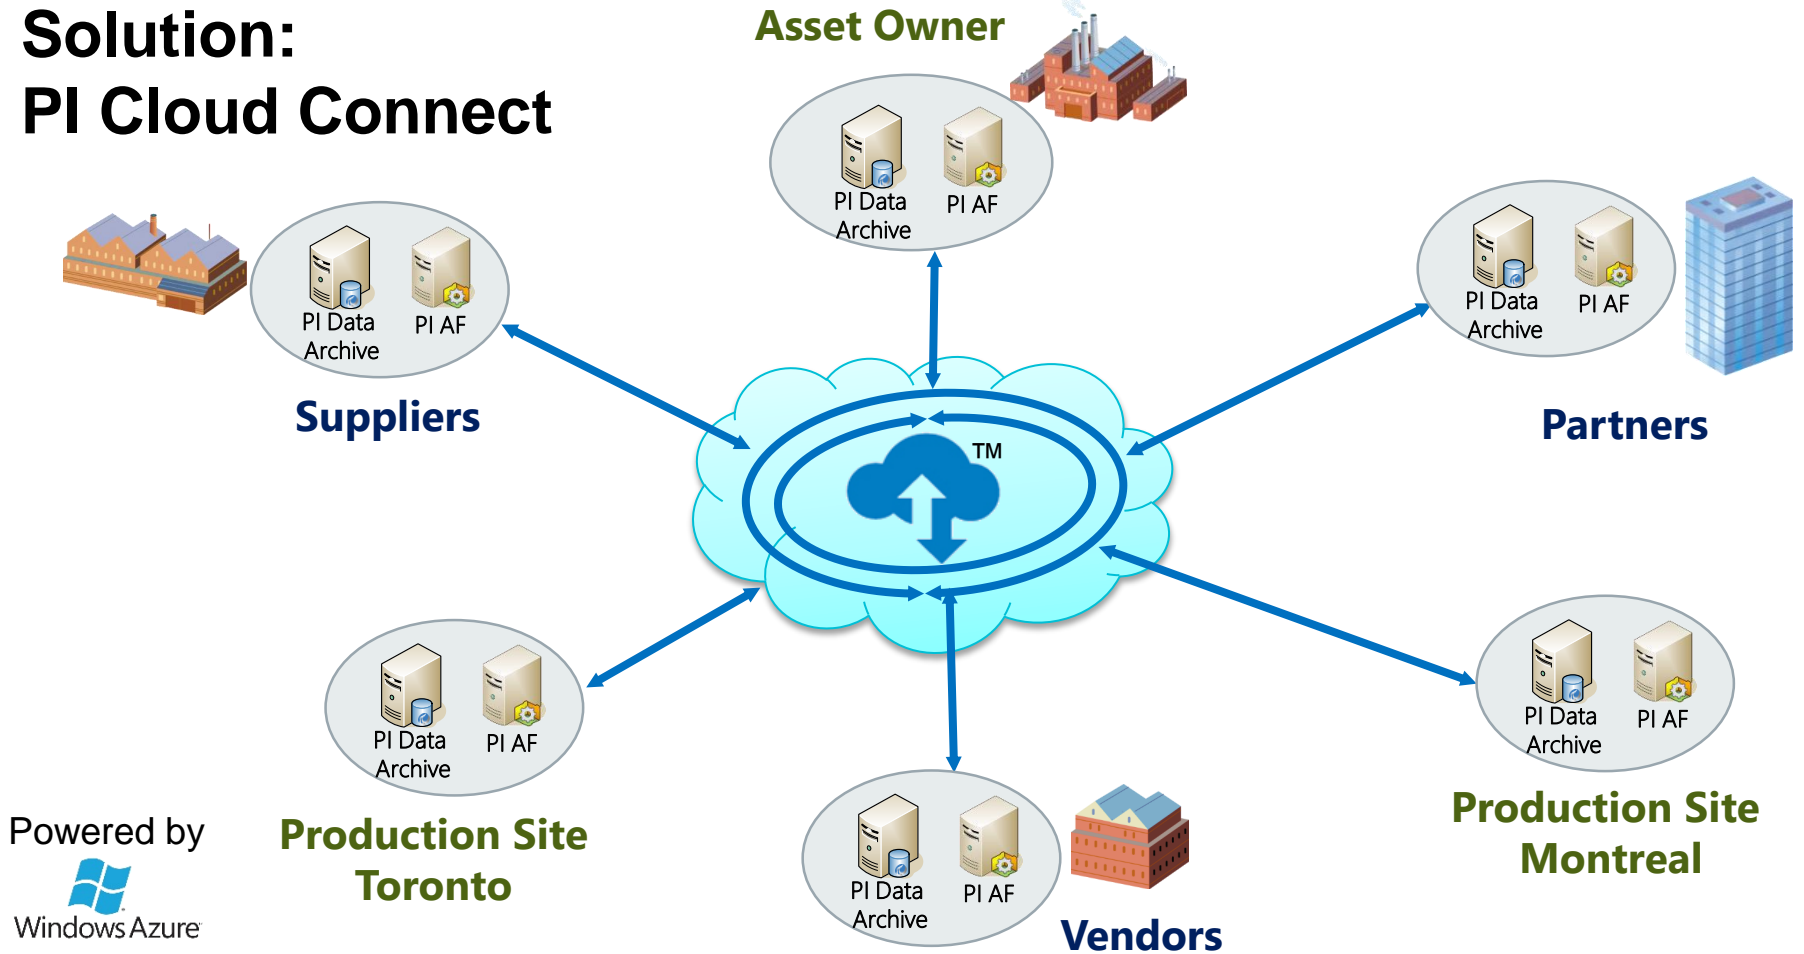 Solution:
PI Cloud Connect
Asset Owner
PI Data
Archive
PI AF
PI Data
Archive
PI AF
Suppliers
PI Data
Archive
PI AF
Partners
TM
PI Data
Archive
PI AF
Production Site
Toronto
PI Data
Archive
PI AF
Vendors
PI Data
Archive
PI AF
Production Site
Montreal
Powered by
Windows Azure